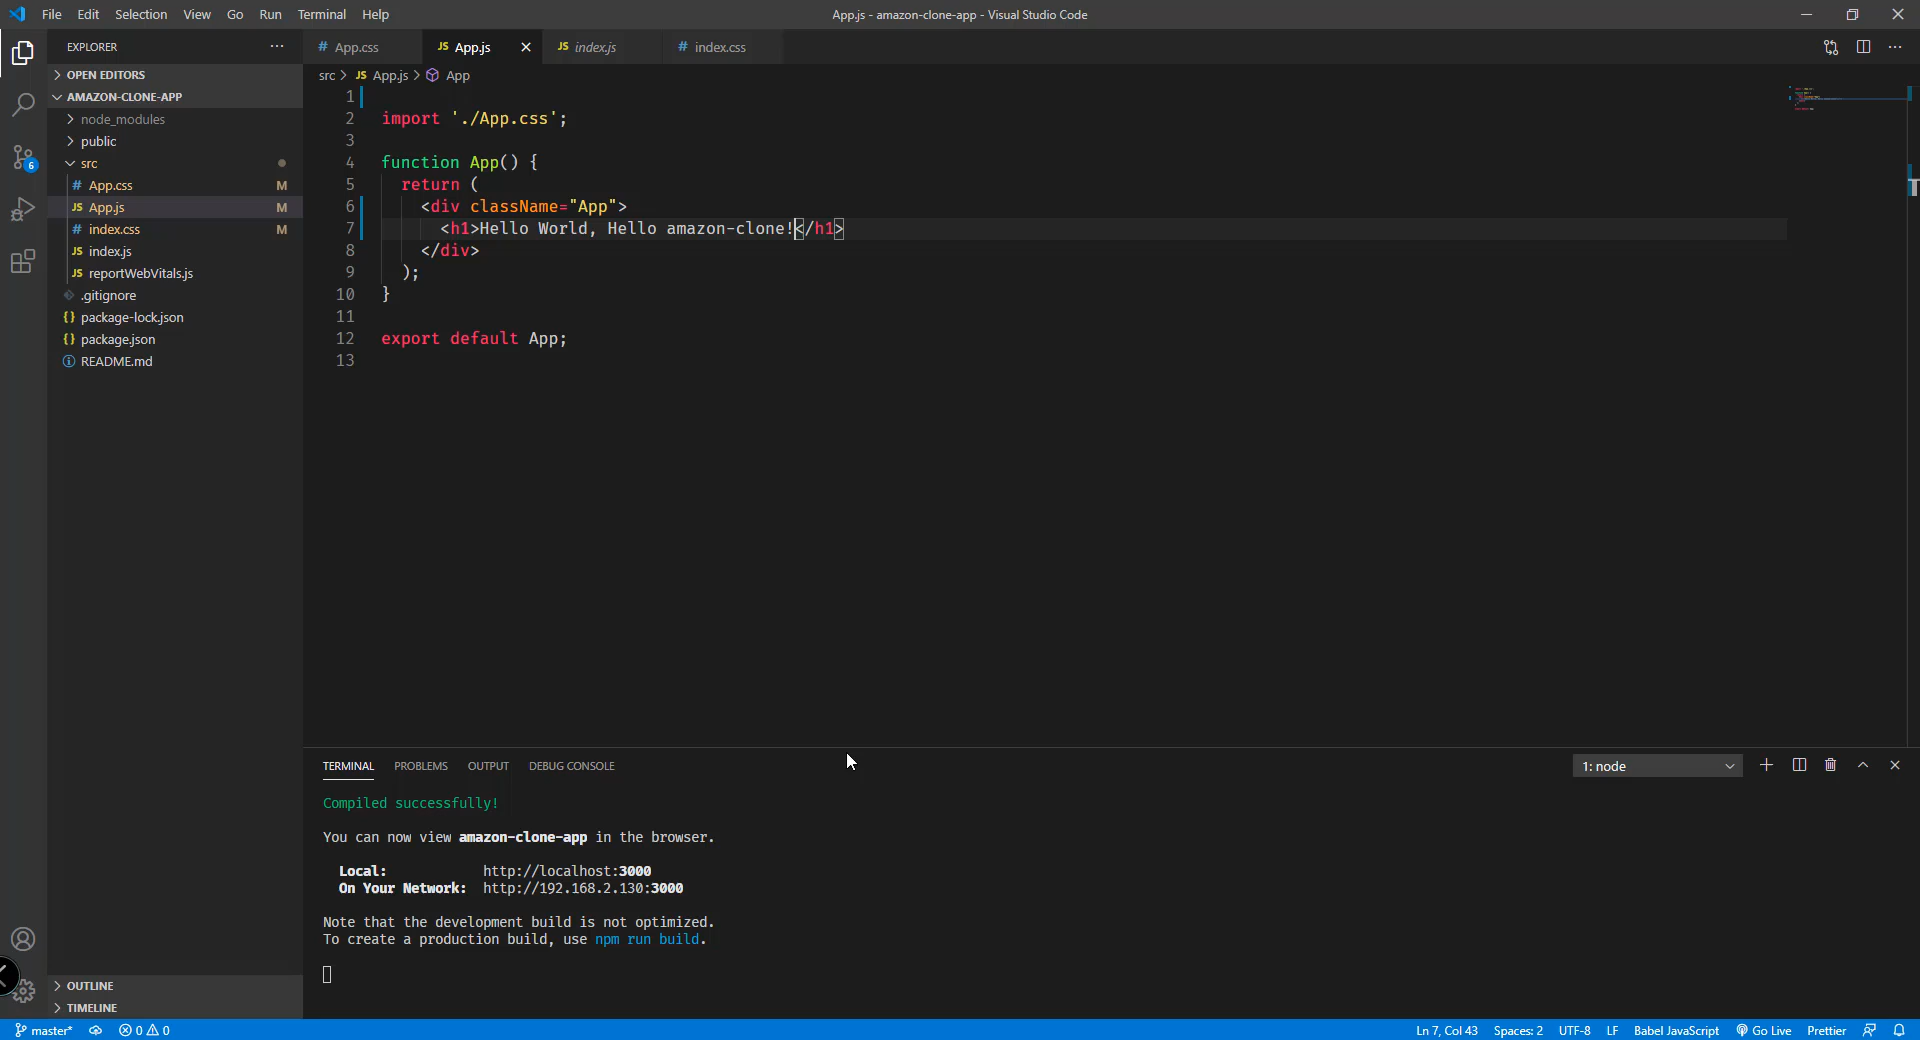 File Edit Selection View Go Run Terminal Help
App.js - amazon-clone-app - Visual Studio Code
EXPLORER
OPEN EDITORS
AMAZON-CLONE-APP
node_modules
public
src
# App.css M
JS App.js M
# index.css M
JS index.js
JS reportWebVitals.js
.gitignore
{} package-lock.json
{} package.json
README.md
OUTLINE
TIMELINE
# App.css
JS App.js
JS index.js
# index.css
src > JS App.js > App
1
2 import './App.css';
3
4 function App() {
5 return (
6 <div className="App">
7 <h1>Hello World, Hello amazon-clone!</h1>
8 </div>
9 );
10 }
11
12 export default App;
13
TERMINAL PROBLEMS OUTPUT DEBUG CONSOLE
1: node
Compiled successfully!
You can now view amazon-clone-app in the browser.
Local: http://localhost:3000
On Your Network: http://192.168.2.130:3000
Note that the development build is not optimized.
To create a production build, use npm run build.
6
master* 0 0
Ln 7, Col 43 Spaces: 2 UTF-8 LF Babel JavaScript Go Live Prettier